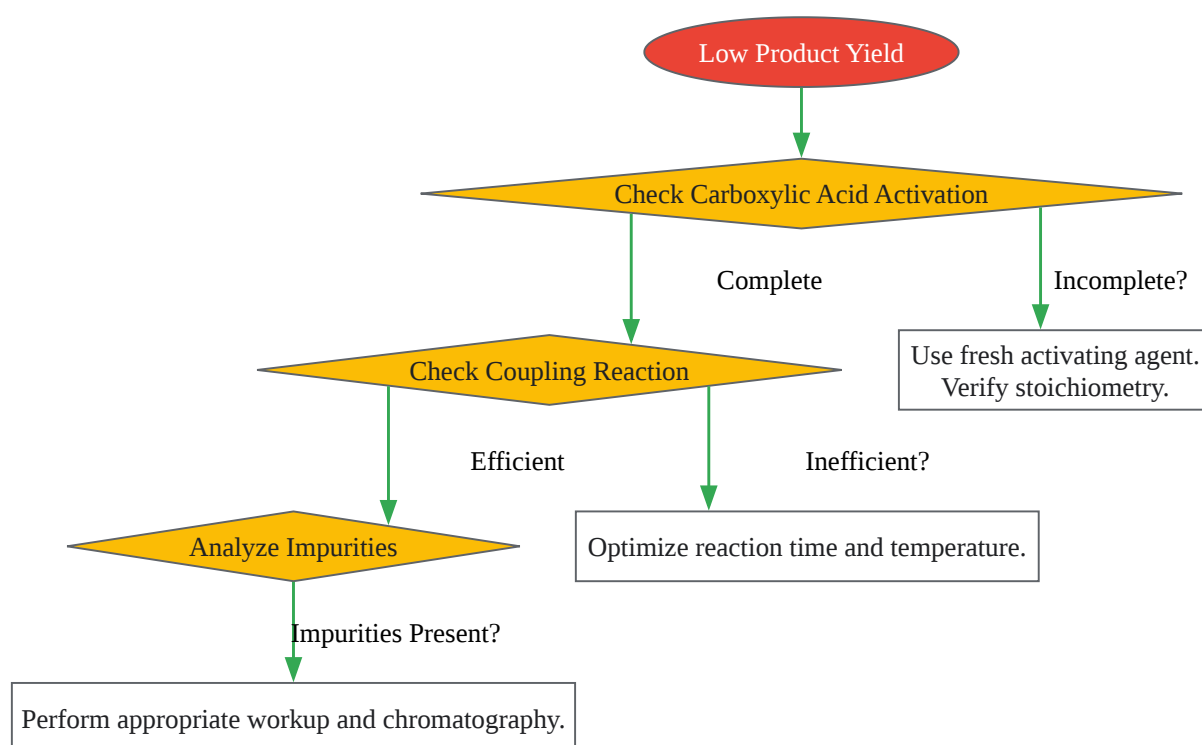 Low Product Yield
Check Carboxylic Acid Activation
Complete
Incomplete?
Use fresh activating agent.
Verify stoichiometry.
Check Coupling Reaction
Efficient
Inefficient?
Analyze Impurities
Optimize reaction time and temperature.
Impurities Present?
Perform appropriate workup and chromatography.